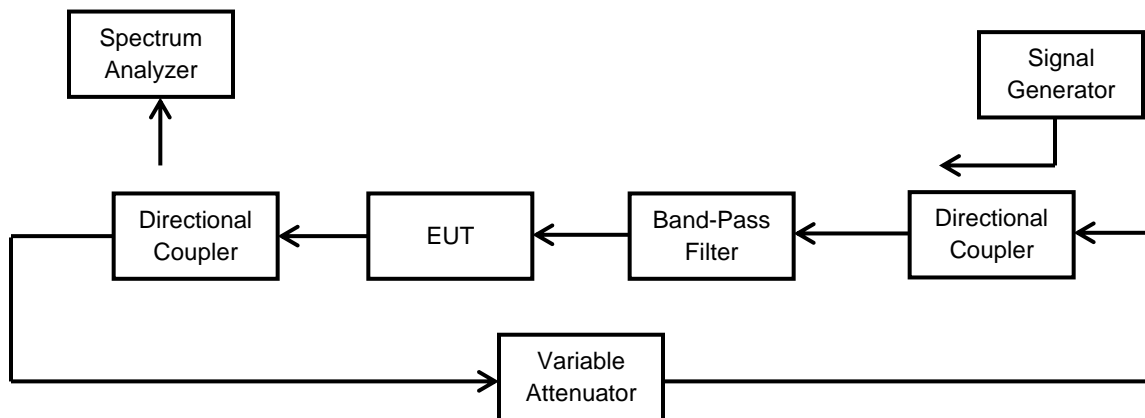 Spectrum
Analyzer
Signal
Generator
Directional
Coupler
EUT
Band-Pass
Filter
Directional
Coupler
Variable
Attenuator